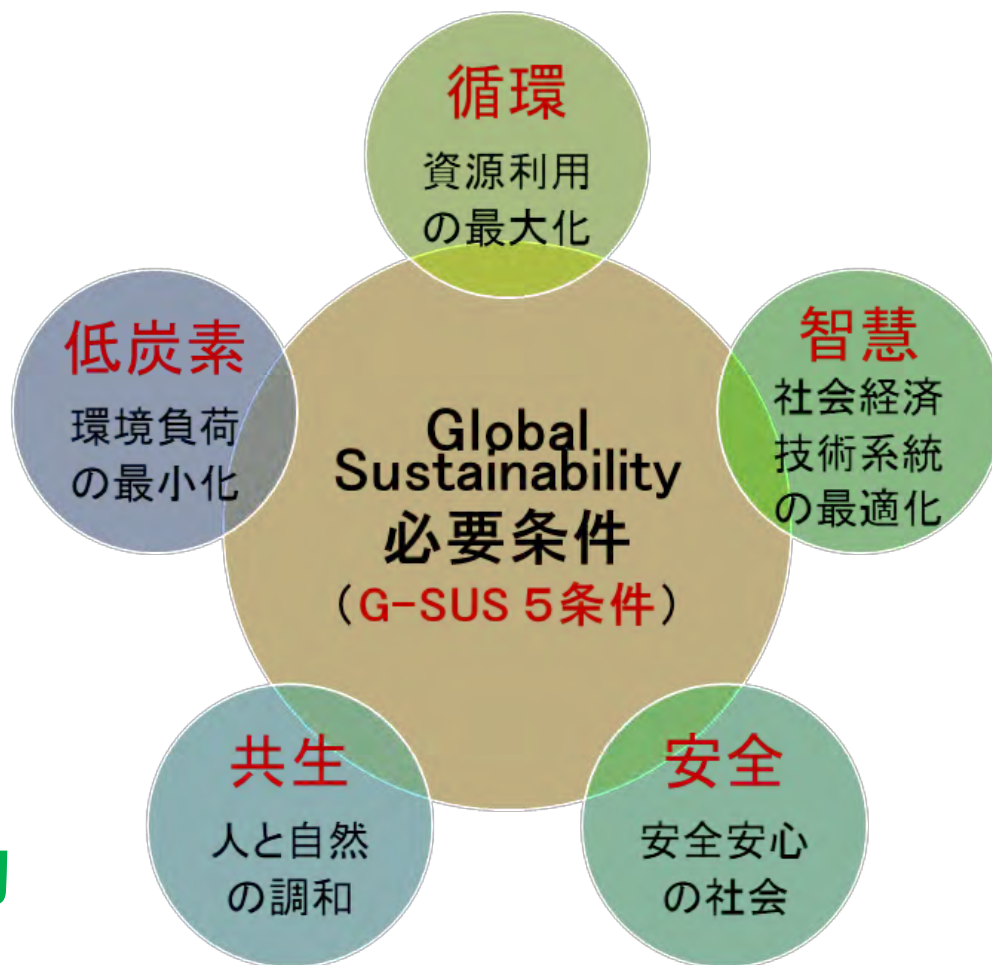 循環
資源利用
の最大化
智慧
社会経済
技術系統
の最適化
低炭素
環境負荷
の最小化
Global
Sustainability
必要条件
（G-SUS 5条件）
共生
人と自然
の調和
安全
安全安心
の社会